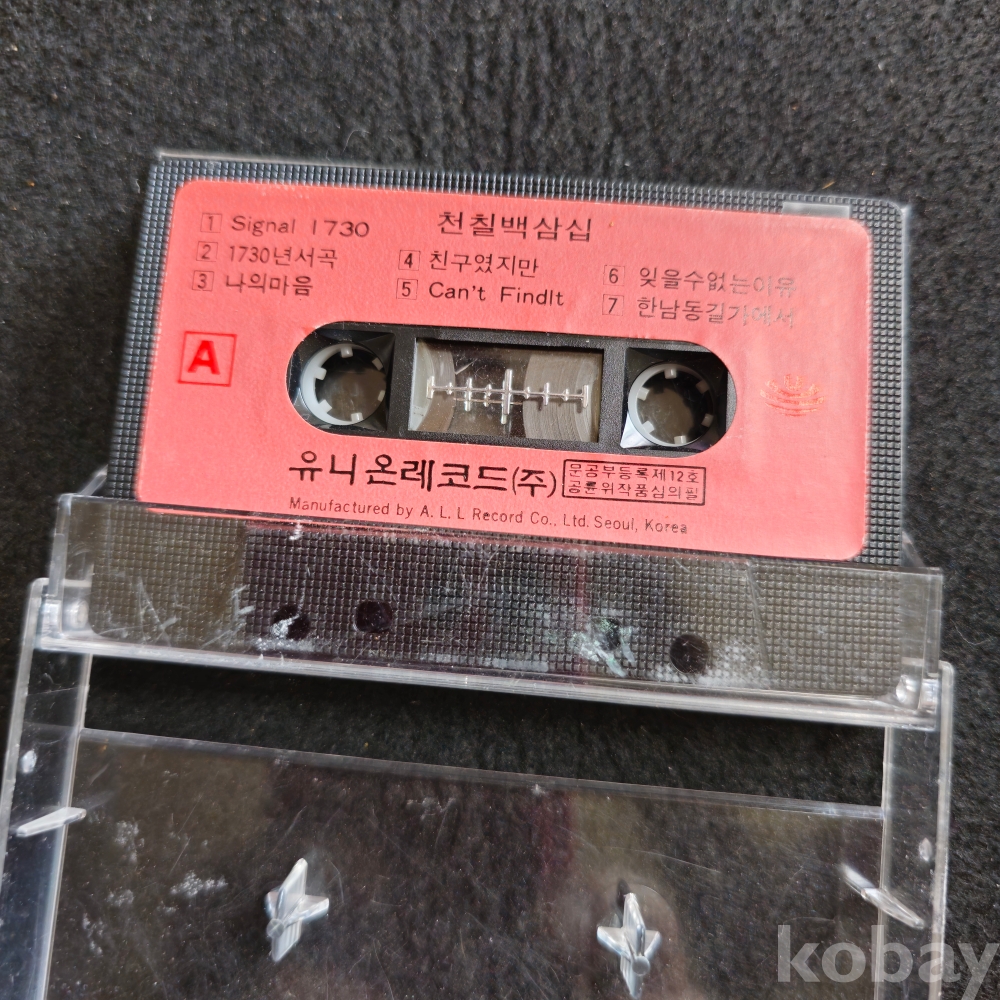 천칠백삼십
1 Signal 1730
2 1730년서곡
3 나의마음
4 친구였지만
5 Can't FindIt
6 잊을수없는이유
7 한남동길가에서
A
유니온레코드(주)
문공부등록제12호
공륜위작품심의필
Manufactured by A. L. L Record Co., Ltd. Seoul, Korea
kobay